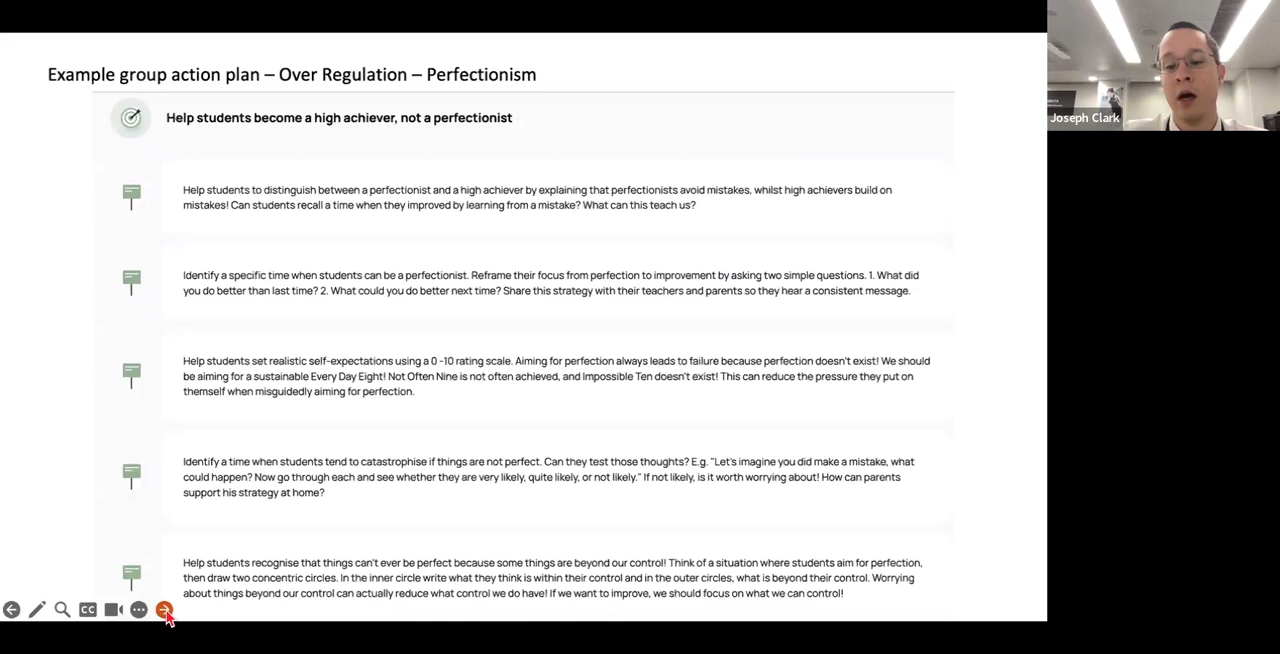 Example group action plan – Over Regulation – Perfectionism
Help students become a high achiever, not a perfectionist
Help students to distinguish between a perfectionist and a high achiever by explaining that perfectionists avoid mistakes, whilst high achievers build on
mistakes! Can students recall a time when they improved by learning from a mistake? What can this teach us?
Identify a specific time when students can be a perfectionist. Reframe their focus from perfection to improvement by asking two simple questions. 1. What did
you do better than last time? 2. What could you do better next time? Share this strategy with their teachers and parents so they hear a consistent message.
Help students set realistic self-expectations using a 0 -10 rating scale. Aiming for perfection always leads to failure because perfection doesn't exist! We should
be aiming for a sustainable Every Day Eight! Not Often Nine is not often achieved, and Impossible Ten doesn't exist! This can reduce the pressure they put on
themself when misguidedly aiming for perfection.
Identify a time when students tend to catastrophise if things are not perfect. Can they test those thoughts? E.g. "Let's imagine you did make a mistake, what
could happen? Now go through each and see whether they are very likely, quite likely, or not likely." If not likely, is it worth worrying about! How can parents
support his strategy at home?
Help students recognise that things can't ever be perfect because some things are beyond our control! Think of a situation where students aim for perfection,
then draw two concentric circles. In the inner circle write what they think is within their control and in the outer circles, what is beyond their control. Worrying
about things beyond our control can actually reduce what control we do have! If we want to improve, we should focus on what we can control!
CC
Joseph Clark